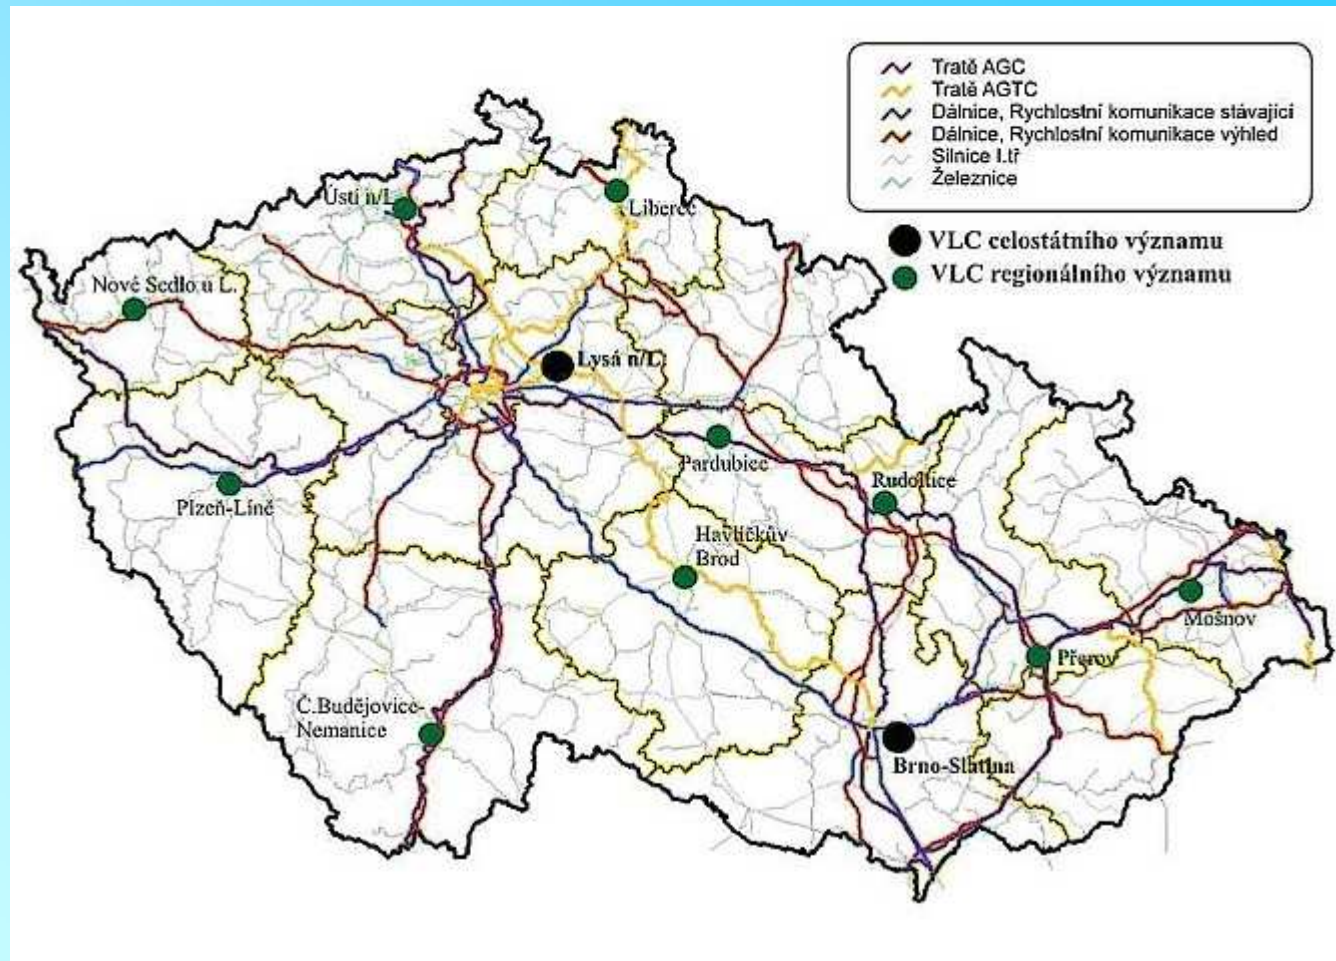 Tratě AGC
Tratě AGTC
Dálnice, Rychlostní komunikace stávající
Dálnice, Rychlostní komunikace výhled
Silnice I.tř
Železnice
VLC celostátního významu
VLC regionálního významu
Ústí n/L
Liberec
Nové Sedlo u L.
Lysá n/L
Pardubice
Rudoltice
Plzeň-Líně
Havlíčkův
Brod
Mošnov
Přerov
Č.Budějovice-
Nemanice
Brno-Slatina